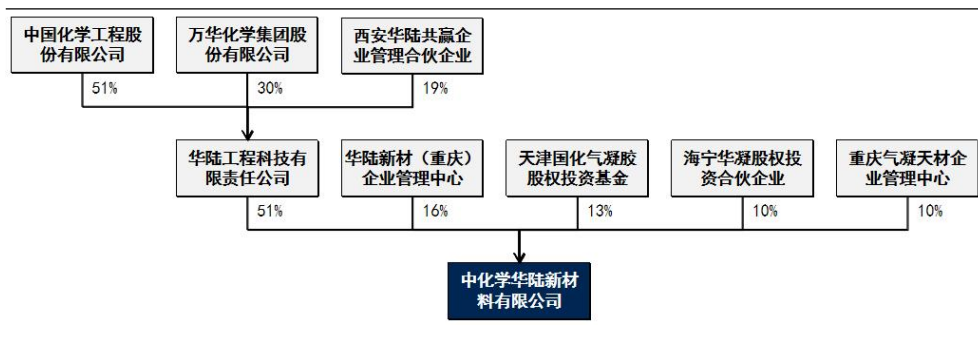 中国化学工程股
份有限公司
万华化学集团股
份有限公司
西安华陆共赢企
业管理合伙企业
51%
30%
19%
华陆工程科技有
限责任公司
华陆新材（重庆）
企业管理中心
天津国化气凝胶
股权投资基金
海宁华凝股权投
资合伙企业
重庆气凝天材企
业管理中心
51%
16%
13%
10%
10%
中化学华陆新材
料有限公司